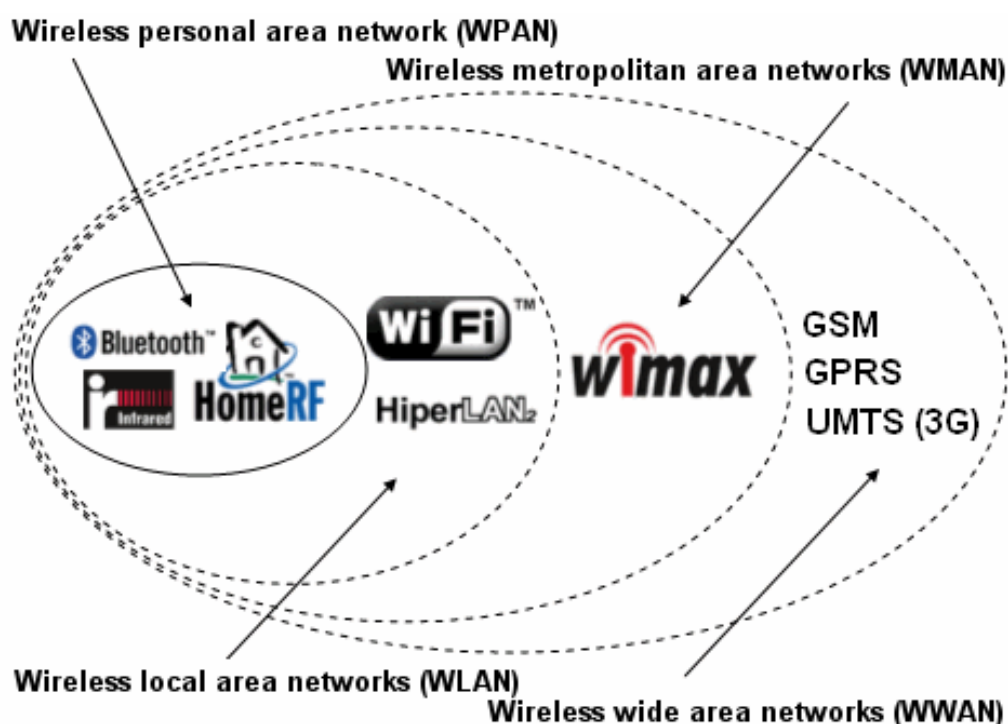 Wireless personal area network (WPAN)
Wireless metropolitan area networks (WMAN)
Bluetooth™
Infrared
HomeRF™
WiFi™
HiperLAN2
wimax
GSM
GPRS
UMTS (3G)
Wireless local area networks (WLAN)
Wireless wide area networks (WWAN)